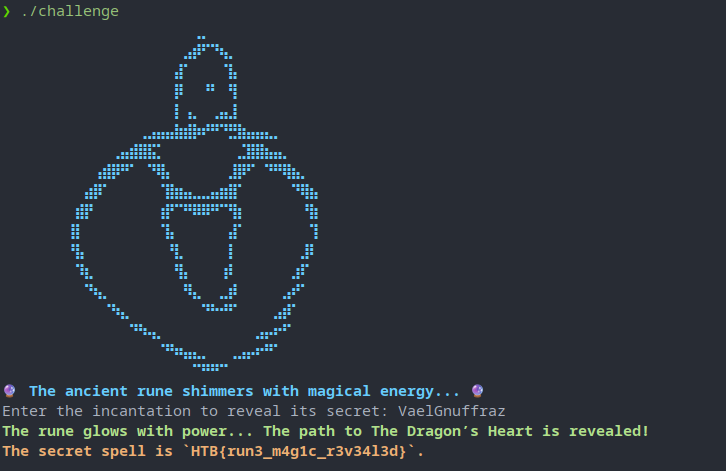 ❯ ./challenge
🔮 The ancient rune shimmers with magical energy... 🔮
Enter the incantation to reveal its secret: VaelGnuffraz
The rune glows with power... The path to The Dragon’s Heart is revealed!
The secret spell is `HTB{run3_m4g1c_r3v34l3d}`.